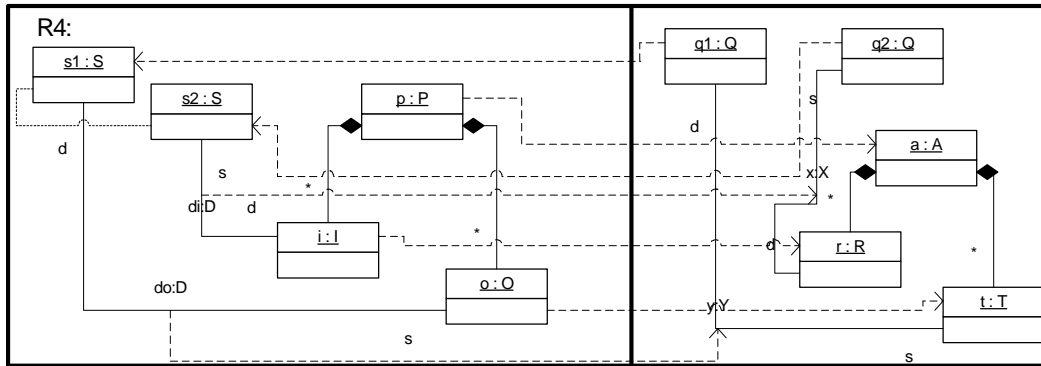 R4:
s1 : S
q1 : Q
q2 : Q
s2 : S
p : P
s
d
a : A
d
s
x:X
*
*
di:D
d
i : I
*
d
r : R
*
o : O
do:D
y:Y
t : T
s
s